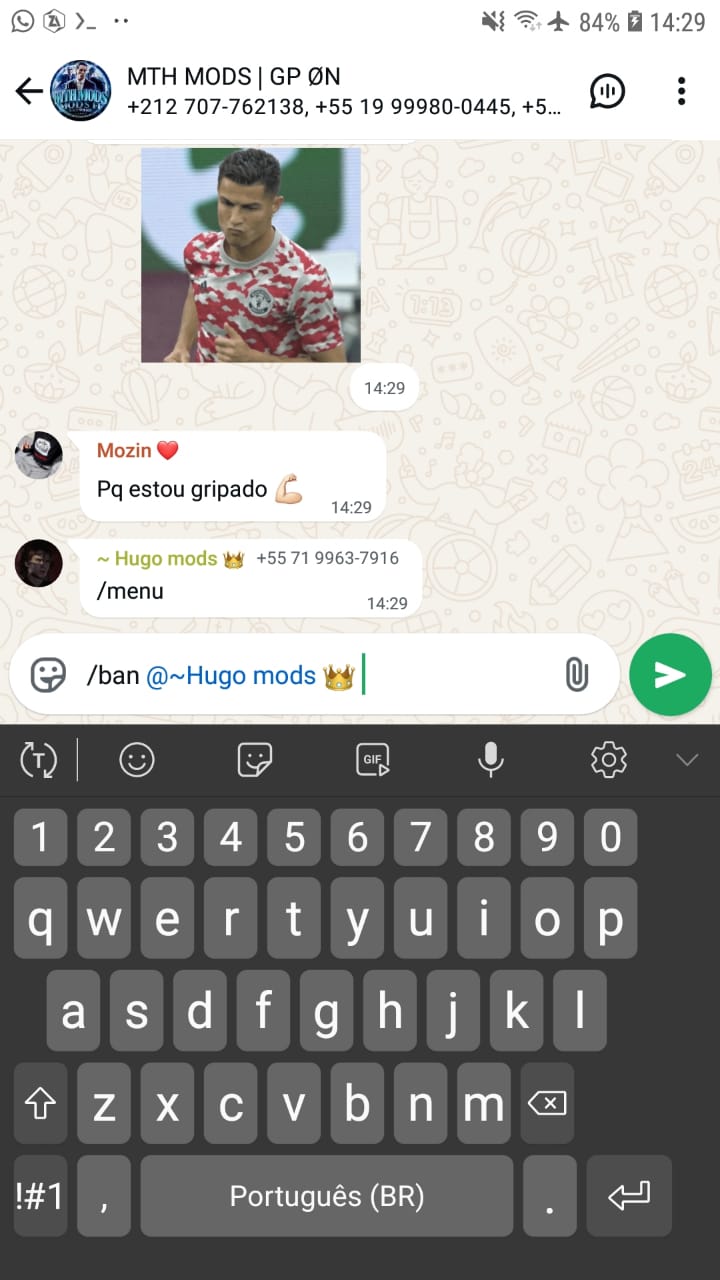 84% 14:29
MTH MODS | GP ØN
+212 707-762138, +55 19 99980-0445, +5...
14:29
Mozin ❤️
Pq estou gripado 💪🏻
14:29
~ Hugo mods 👑 +55 71 9963-7916
/menu
14:29
/ban @~Hugo mods 👑
T
GIF
1 2 3 4 5 6 7 8 9 0
q w e r t y u i o p
a s d f g h j k l
z x c v b n m
!#1 , Português (BR) .